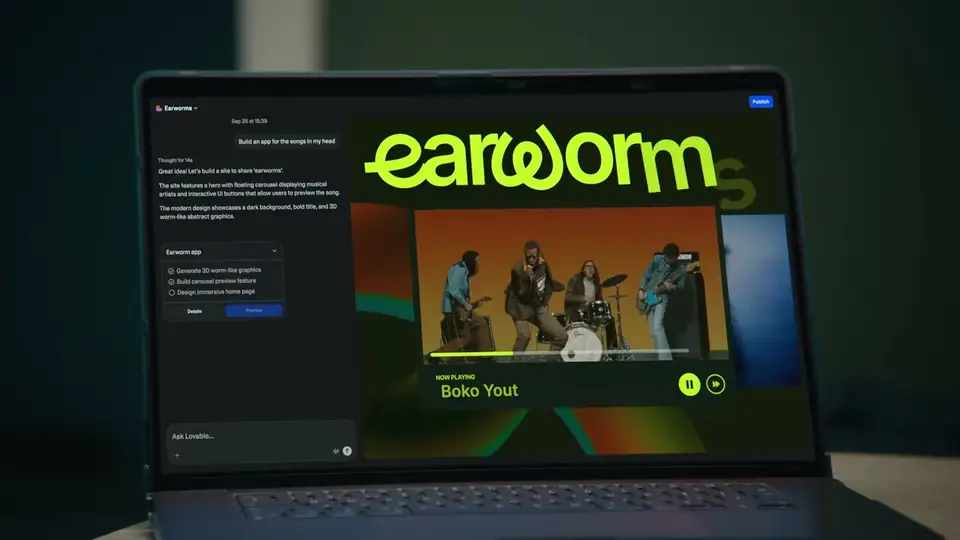 Earworms
Publish
Sep 25 at 15:39
Build an app for the songs in my head
Thought for 14s
Great idea! Let's build a site to share 'earworms'.
The site features a hero with floating carousel displaying musical
artists and interactive UI buttons that allow users to preview the song.
The modern design showcases a dark background, bold title, and 3D
worm-like abstract graphics.
Earworm app
Generate 3D worm-like graphics
Build carousel preview feature
Design immersive home page
Details
Preview
Ask Lovable...
earworms
NOW PLAYING
Boko Yout